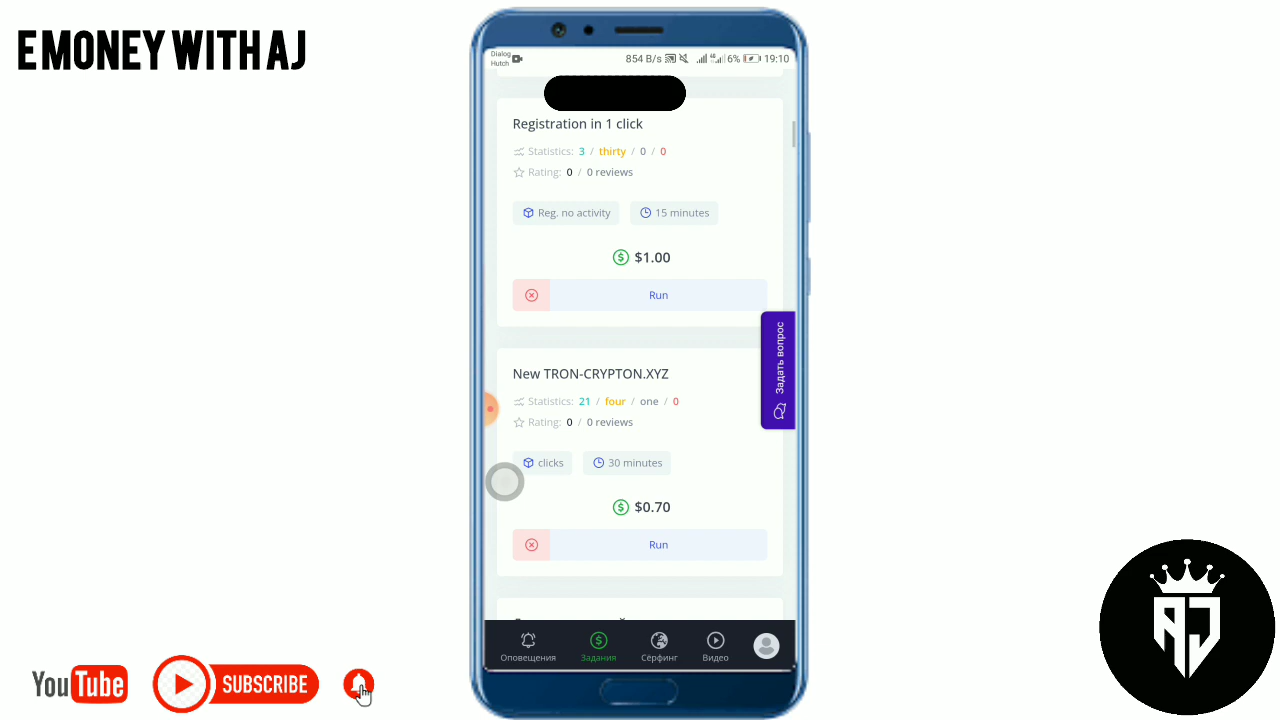 E MONEY WITH AJ
Dialog
Hutch
854 B/s 6% 19:10
Registration in 1 click
Statistics: 3 / thirty / 0 / 0
Rating: 0 / 0 reviews
Reg. no activity 15 minutes
$1.00
Run
Задать вопрос
New TRON-CRYPTON.XYZ
Statistics: 21 / four / one / 0
Rating: 0 / 0 reviews
clicks 30 minutes
$0.70
Run
Оповещения Задания Сёрфинг Видео
YouTube SUBSCRIBE
AJ